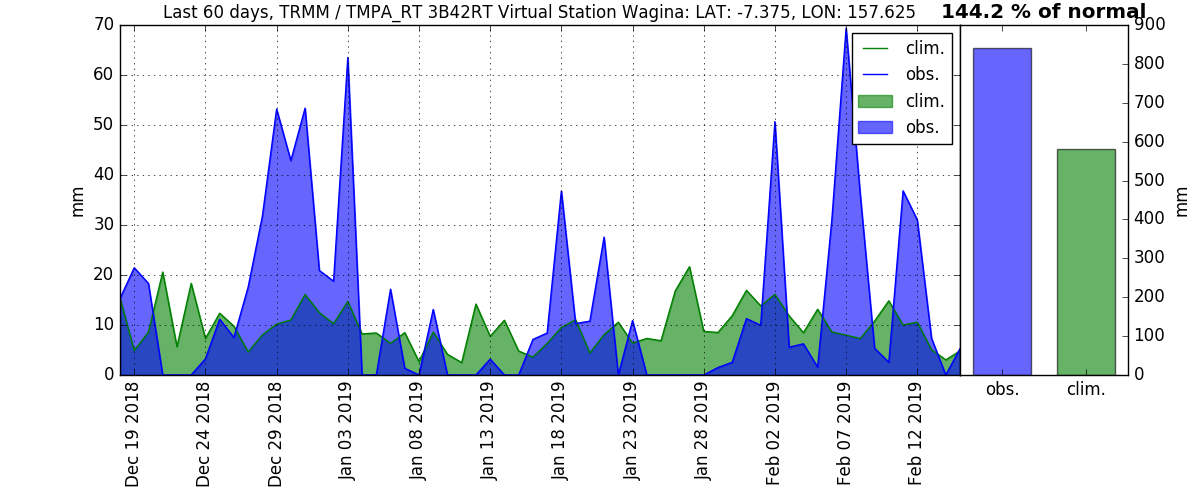 Last 60 days, TRMM / TMPA_RT 3B42RT Virtual Station Wagina: LAT: -7.375, LON: 157.625
144.2 % of normal
70
60
50
40
30
20
10
0
mm
clim.
obs.
clim.
obs.
Dec 19 2018
Dec 24 2018
Dec 29 2018
Jan 03 2019
Jan 08 2019
Jan 13 2019
Jan 18 2019
Jan 23 2019
Jan 28 2019
Feb 02 2019
Feb 07 2019
Feb 12 2019
900
800
700
600
500
400
300
200
100
0
mm
obs.
clim.